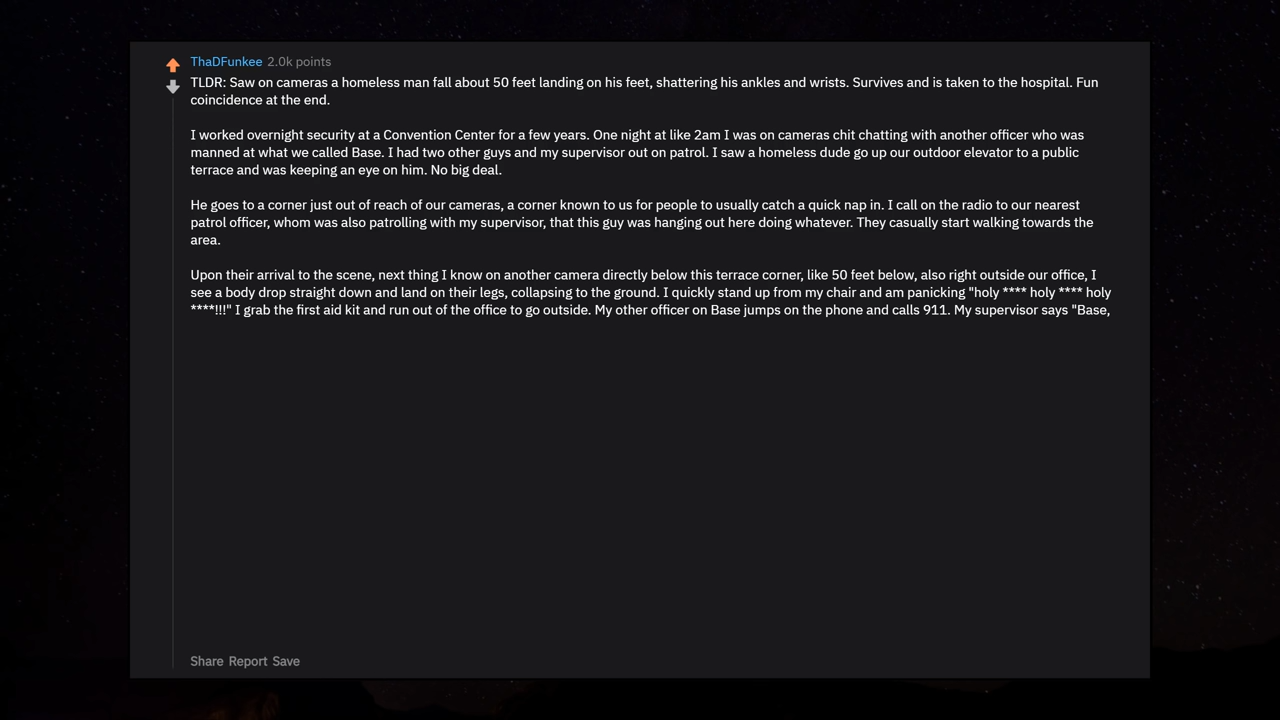 ThaDFunkee 2.0k points
TLDR: Saw on cameras a homeless man fall about 50 feet landing on his feet, shattering his ankles and wrists. Survives and is taken to the hospital. Fun
coincidence at the end.
I worked overnight security at a Convention Center for a few years. One night at like 2am I was on cameras chit chatting with another officer who was
manned at what we called Base. I had two other guys and my supervisor out on patrol. I saw a homeless dude go up our outdoor elevator to a public
terrace and was keeping an eye on him. No big deal.
He goes to a corner just out of reach of our cameras, a corner known to us for people to usually catch a quick nap in. I call on the radio to our nearest
patrol officer, whom was also patrolling with my supervisor, that this guy was hanging out here doing whatever. They casually start walking towards the
area.
Upon their arrival to the scene, next thing I know on another camera directly below this terrace corner, like 50 feet below, also right outside our office, I
see a body drop straight down and land on their legs, collapsing to the ground. I quickly stand up from my chair and am panicking "holy **** holy **** holy
****!!!" I grab the first aid kit and run out of the office to go outside. My other officer on Base jumps on the phone and calls 911. My supervisor says "Base,
Share Report Save